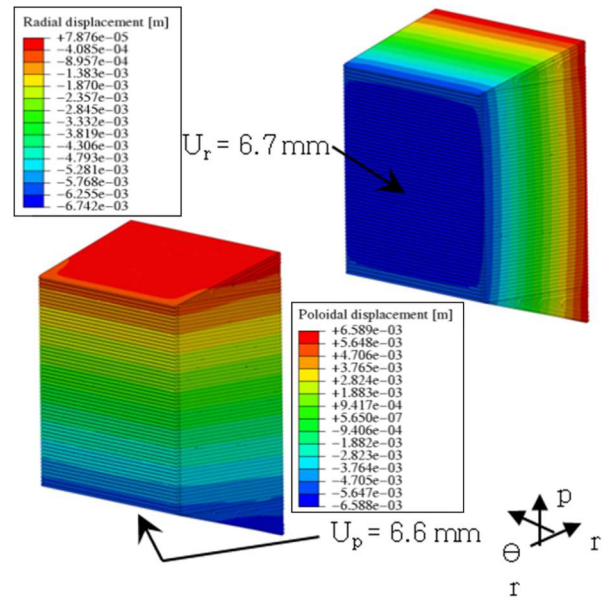 Radial displacement [m]
+7.876e−05
−4.085e−04
−8.957e−04
−1.383e−03
−1.870e−03
−2.357e−03
−2.845e−03
−3.332e−03
−3.819e−03
−4.306e−03
−4.793e−03
−5.281e−03
−5.768e−03
−6.255e−03
−6.742e−03
Ur = 6.7 mm
Poloidal displacement [m]
+6.589e−03
+5.648e−03
+4.706e−03
+3.765e−03
+2.824e−03
+1.883e−03
+9.417e−04
+5.650e−07
−9.406e−04
−1.882e−03
−2.823e−03
−3.764e−03
−4.705e−03
−5.647e−03
−6.588e−03
Up = 6.6 mm
p
θ
r
r